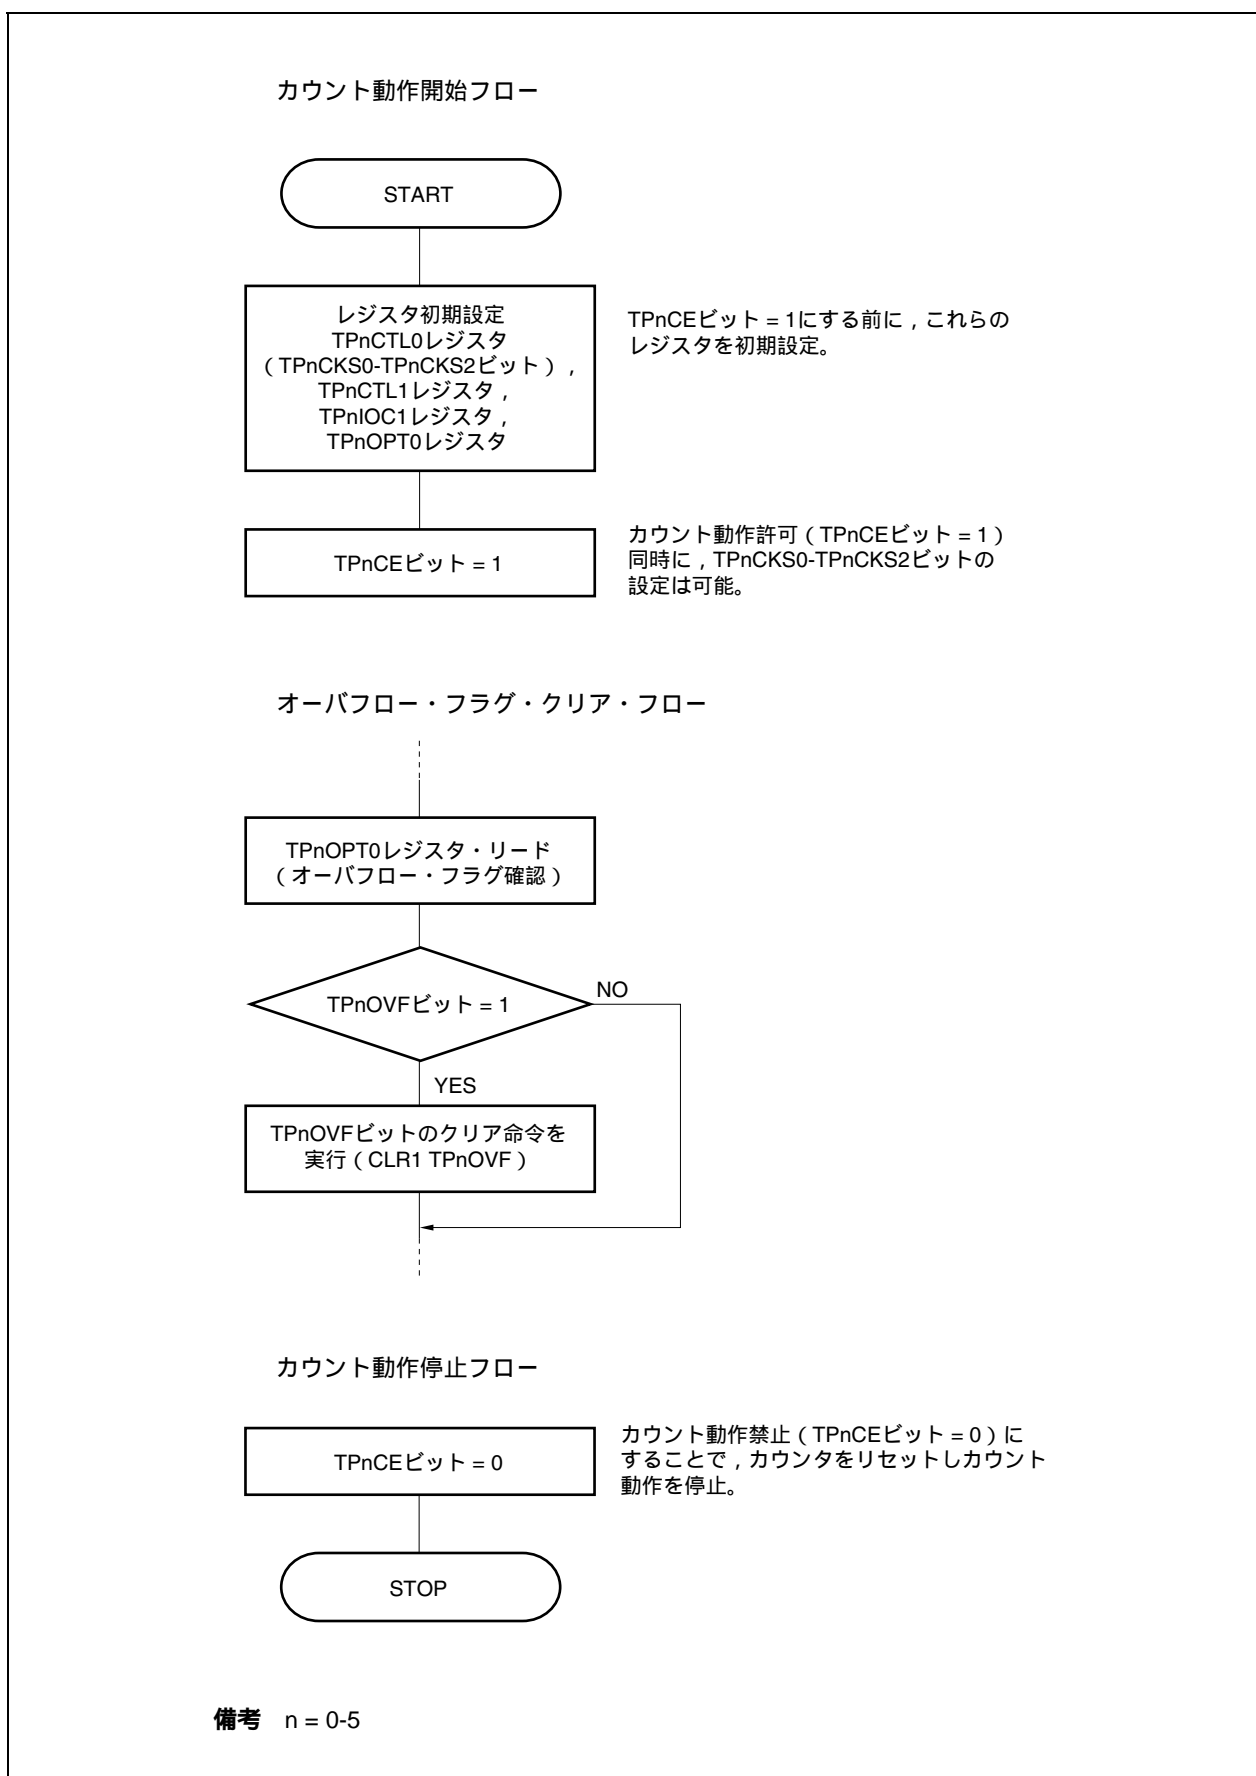 カウント動作開始フロー
START
レジスタ初期設定
TPnCTL0レジスタ
（TPnCKS0-TPnCKS2ビット），
TPnCTL1レジスタ，
TPnIOC1レジスタ，
TPnOPT0レジスタ
TPnCEビット = 1にする前に，これらの
レジスタを初期設定。
TPnCEビット = 1
カウント動作許可（TPnCEビット = 1）
同時に，TPnCKS0-TPnCKS2ビットの
設定は可能。
オーバフロー・フラグ・クリア・フロー
TPnOPT0レジスタ・リード
（オーバフロー・フラグ確認）
TPnOVFビット = 1
NO
YES
TPnOVFビットのクリア命令を
実行（CLR1 TPnOVF）
カウント動作停止フロー
TPnCEビット = 0
カウント動作禁止（TPnCEビット = 0）に
することで，カウンタをリセットしカウント
動作を停止。
STOP
備考 n = 0-5